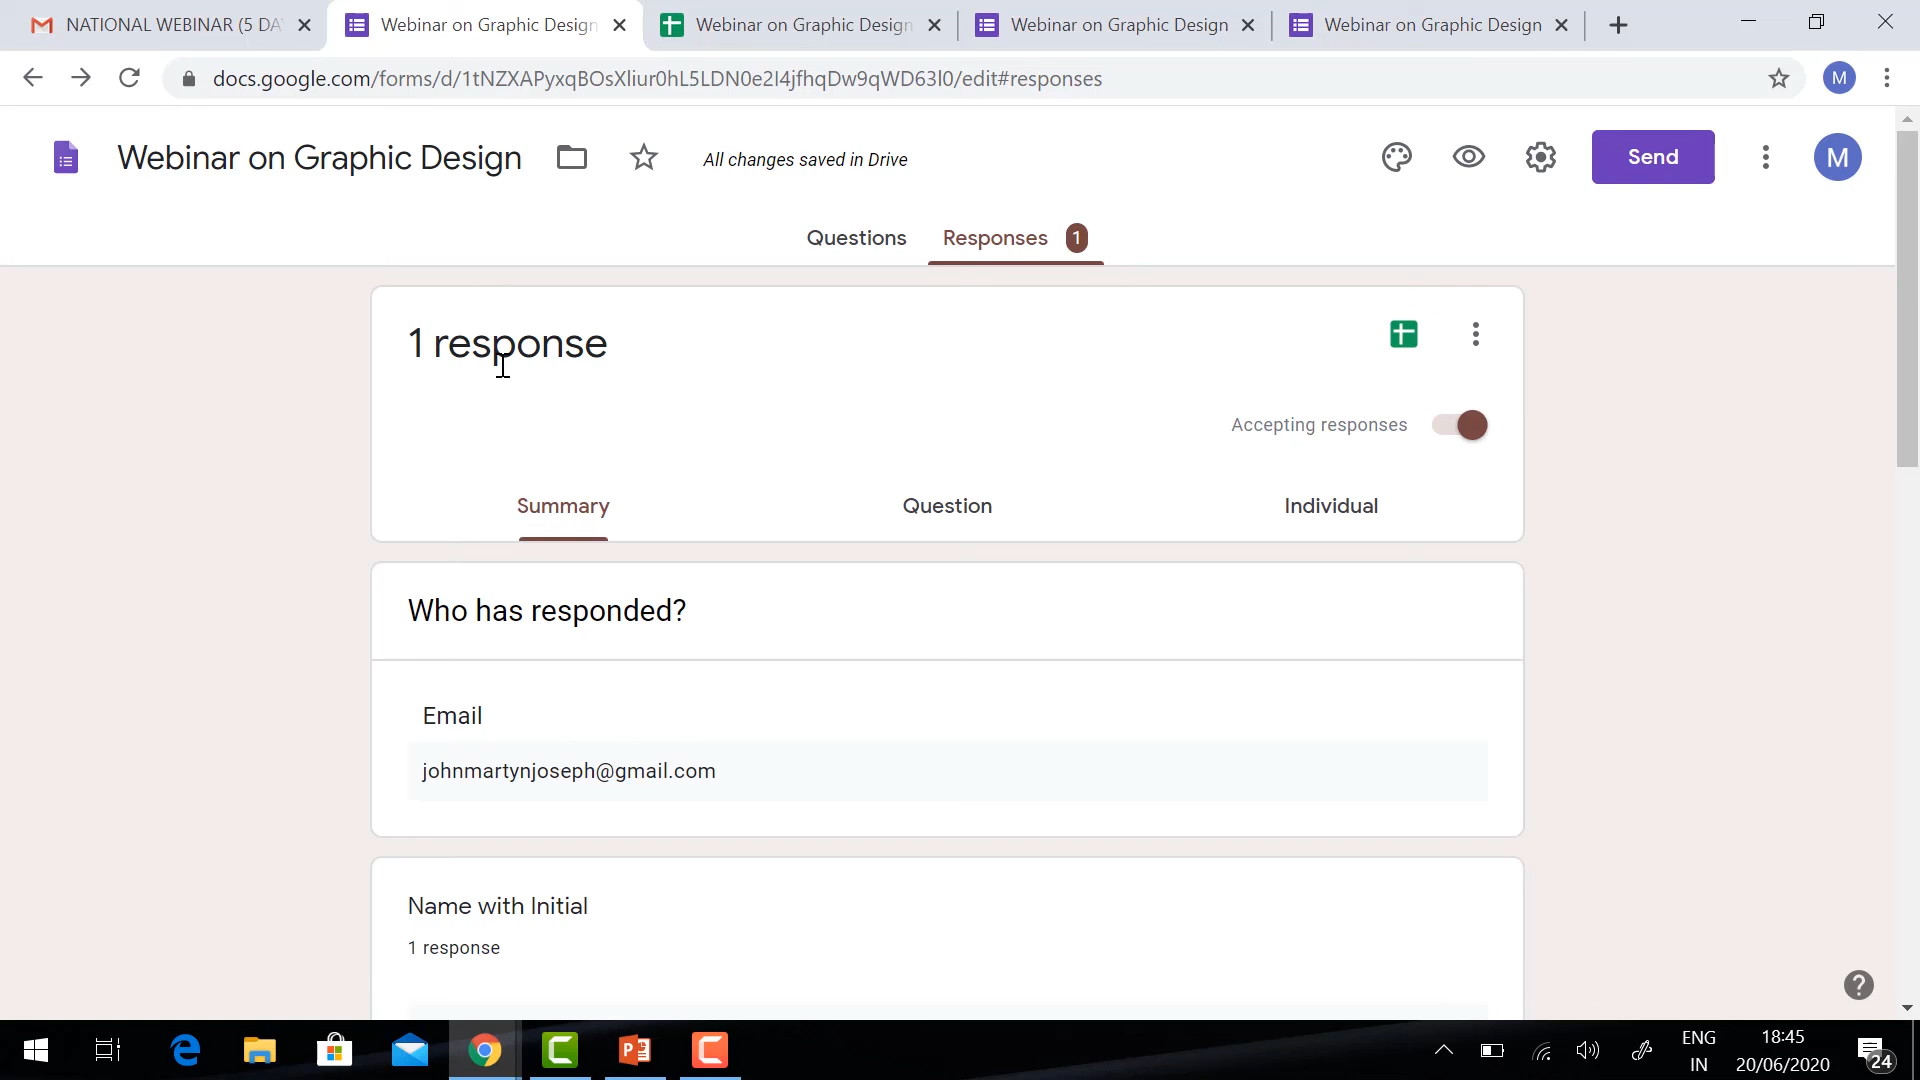 NATIONAL WEBINAR (5 DA
Webinar on Graphic Design
Webinar on Graphic Design
Webinar on Graphic Design
Webinar on Graphic Design
docs.google.com/forms/d/1tNZXAPyxqBOsXliur0hL5LDN0e2I4jfhqDw9qWD63l0/edit#responses
M
Webinar on Graphic Design
All changes saved in Drive
Send
M
Questions
Responses 1
1 response
Accepting responses
Summary
Question
Individual
Who has responded?
Email
johnmartynjoseph@gmail.com
Name with Initial
1 response
ENG
IN
18:45
20/06/2020
24